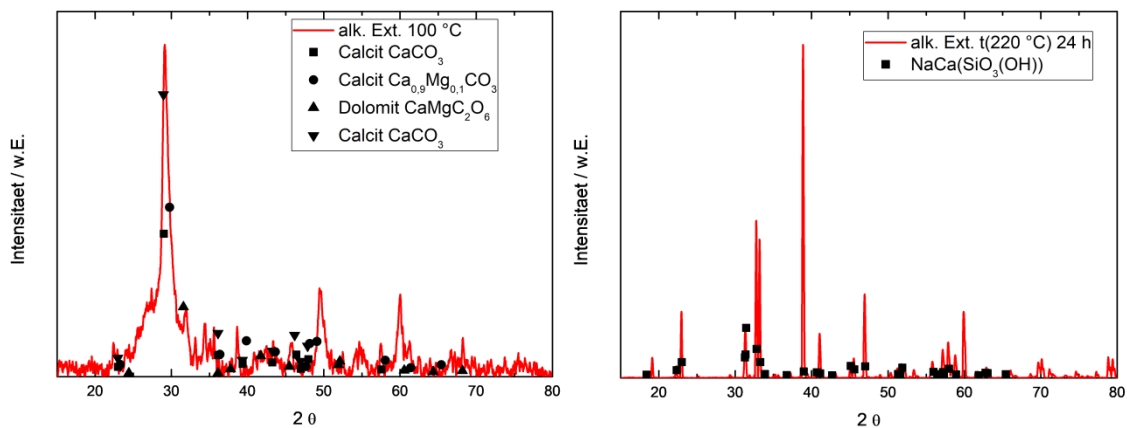 Intensitaet / w.E.
alk. Ext. 100 °C
Calcit CaCO3
Calcit Ca0,9Mg0,1CO3
Dolomit CaMgC2O6
Calcit CaCO3
20 30 40 50 60 70 80
2 θ
Intensitaet / w.E.
alk. Ext. t(220 °C) 24 h
NaCa(SiO3(OH))
20 30 40 50 60 70 80
2 θ